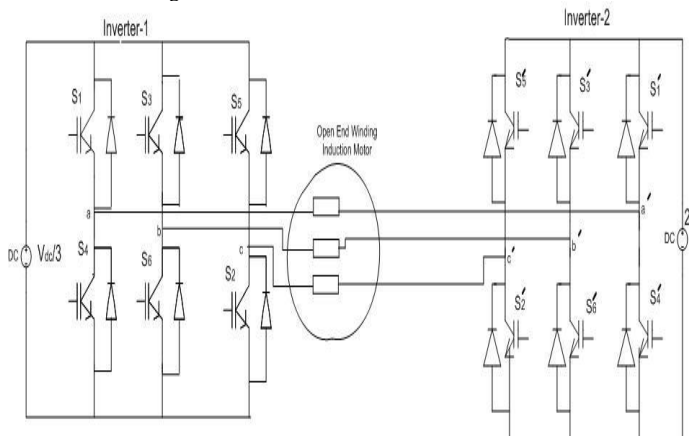 Inverter-1
Inverter-2
S1
S3
S5
S5'
S3'
S1'
Open End Winding
Induction Motor
a
b
c
a'
b'
c'
DC
Vdc/3
DC
2
S4
S6
S2
S2'
S6'
S4'